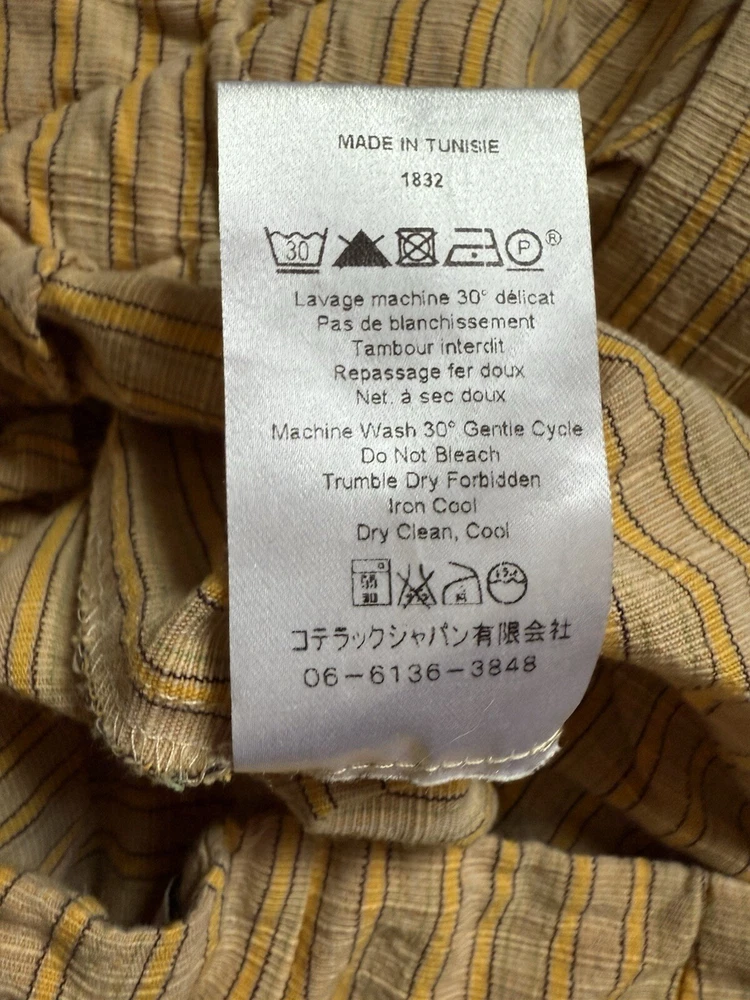 MADE IN TUNISIE
1832
30 P ®
Lavage machine 30° délicat
Pas de blanchissement
Tambour interdit
Repassage fer doux
Net. à sec doux
Machine Wash 30° Gentle Cycle
Do Not Bleach
Trumble Dry Forbidden
Iron Cool
Dry Clean, Cool
コテラックジャパン有限会社
06-6136-3848